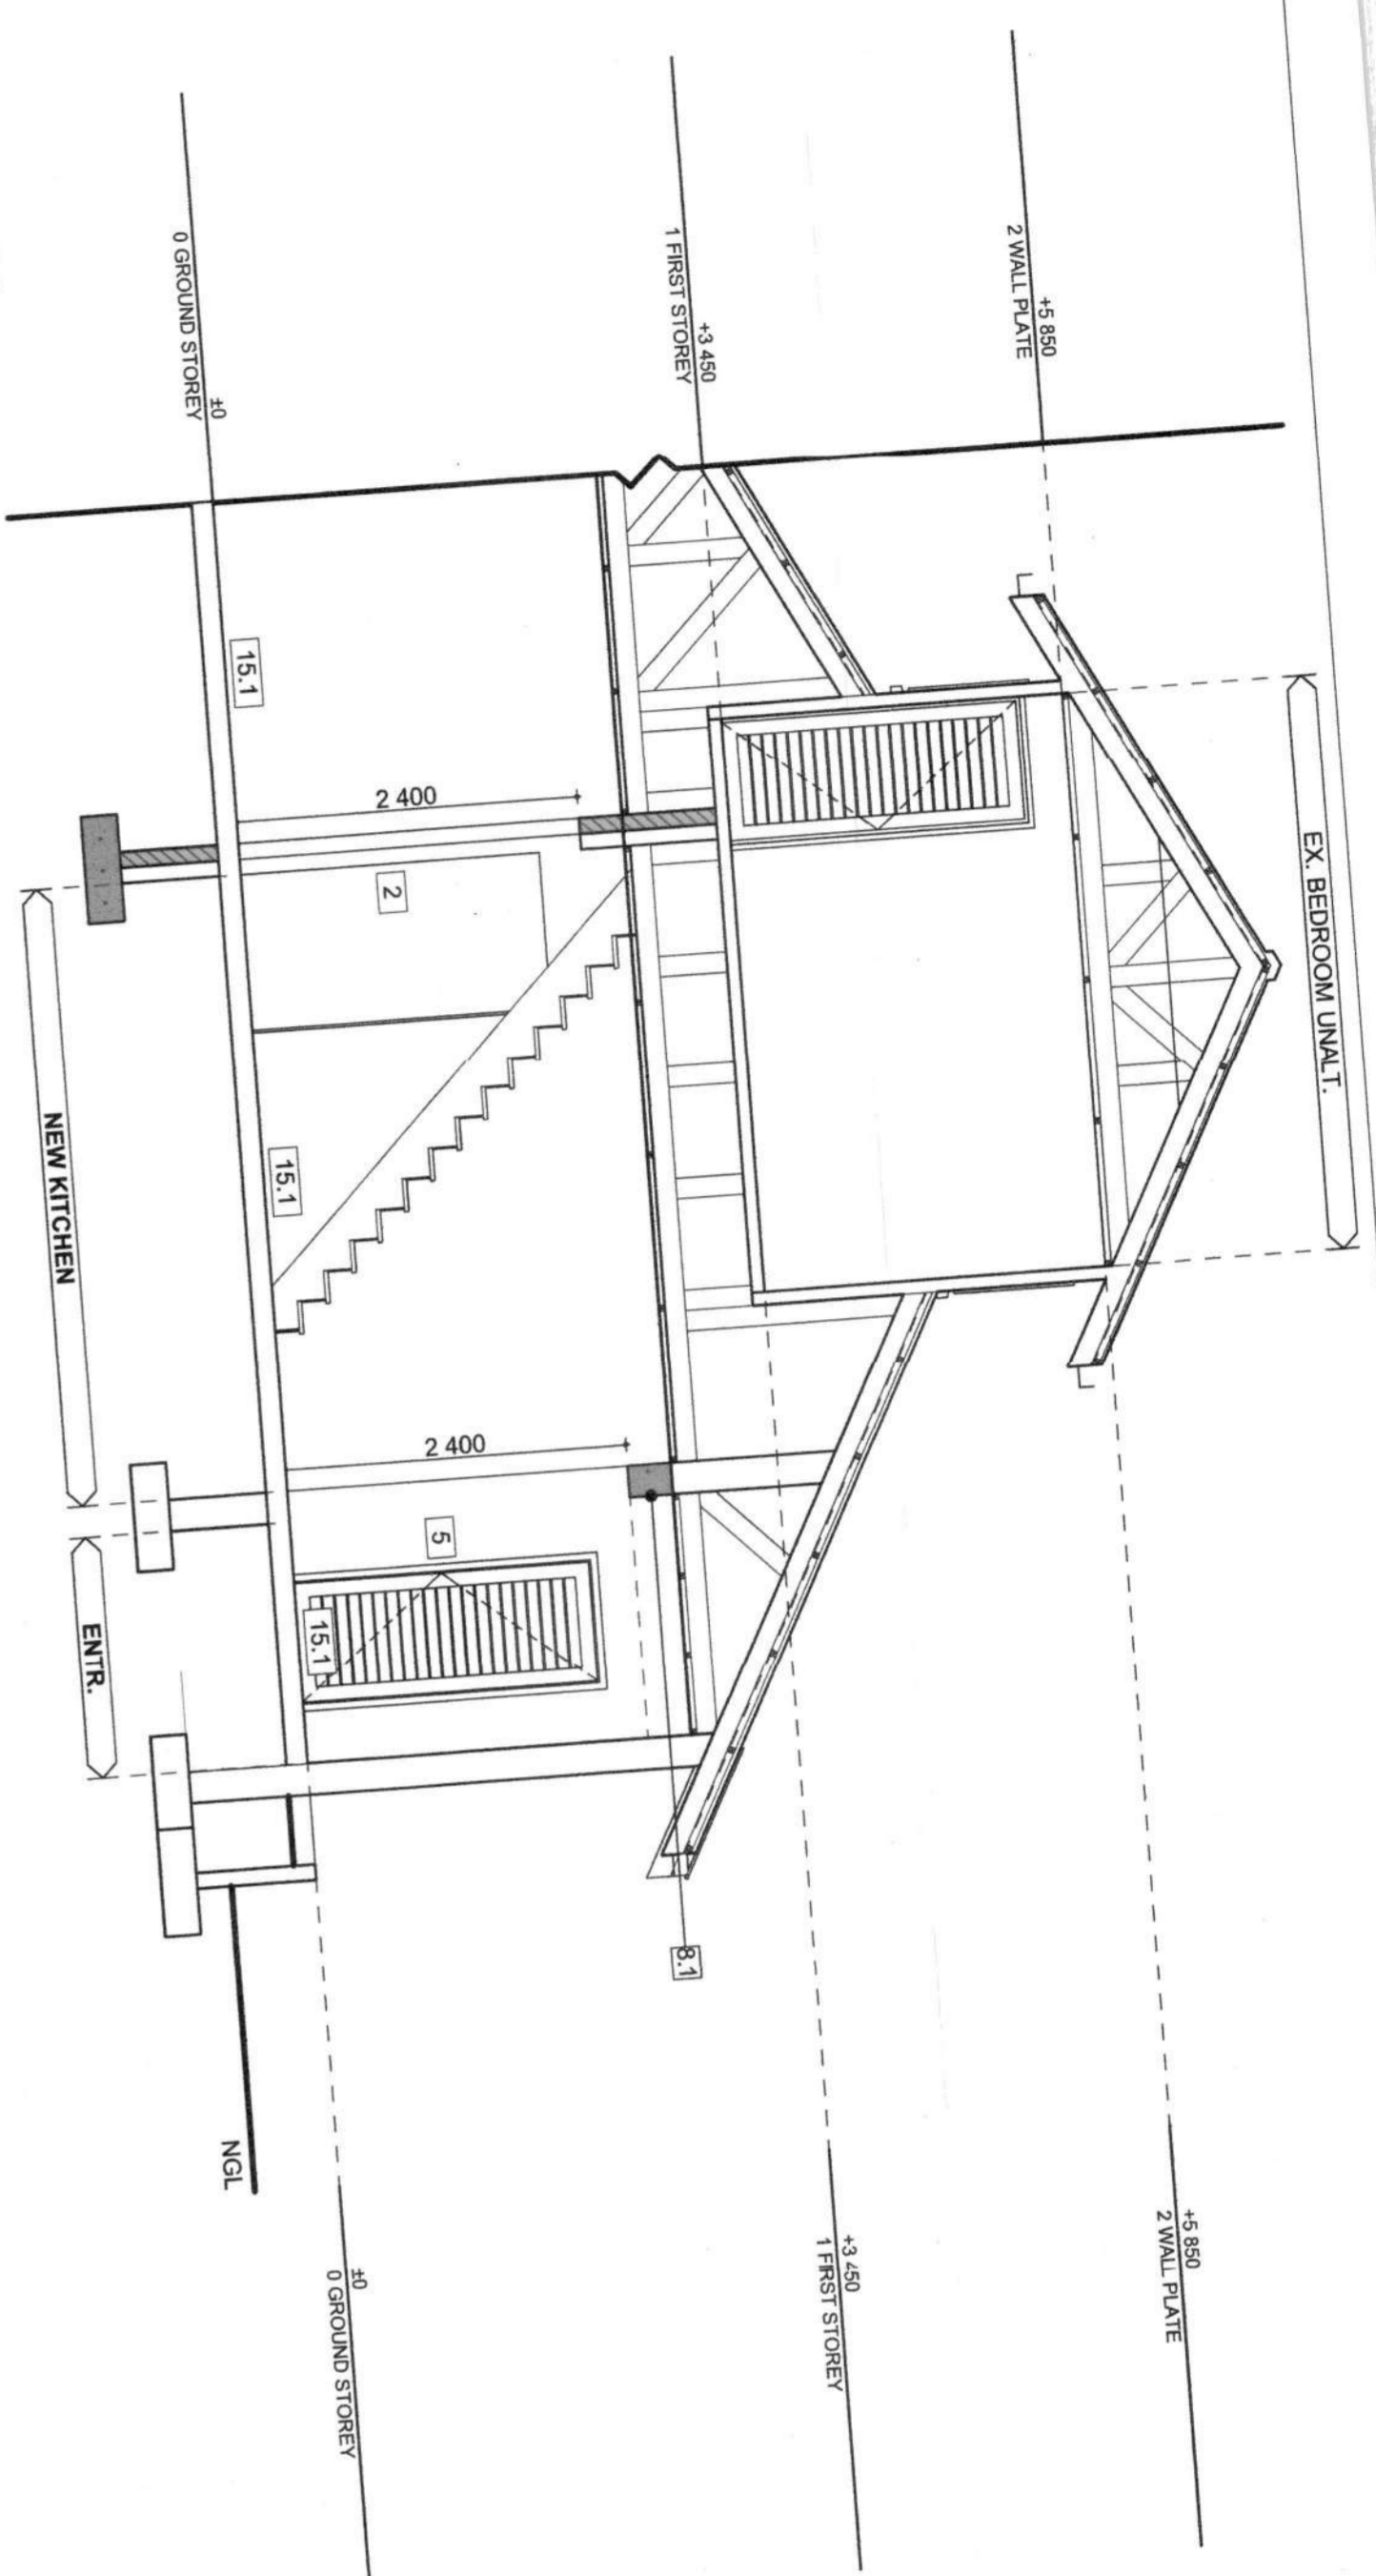 EX. BEDROOM UNALT.
+5 850
2 WALL PLATE
+5 850
2 WALL PLATE
+3 450
1 FIRST STOREY
+3 450
1 FIRST STOREY
8.1
2 400
2 400
2
5
15.1
15.1
15.1
±0
0 GROUND STOREY
±0
0 GROUND STOREY
NGL
NEW KITCHEN
ENTR.